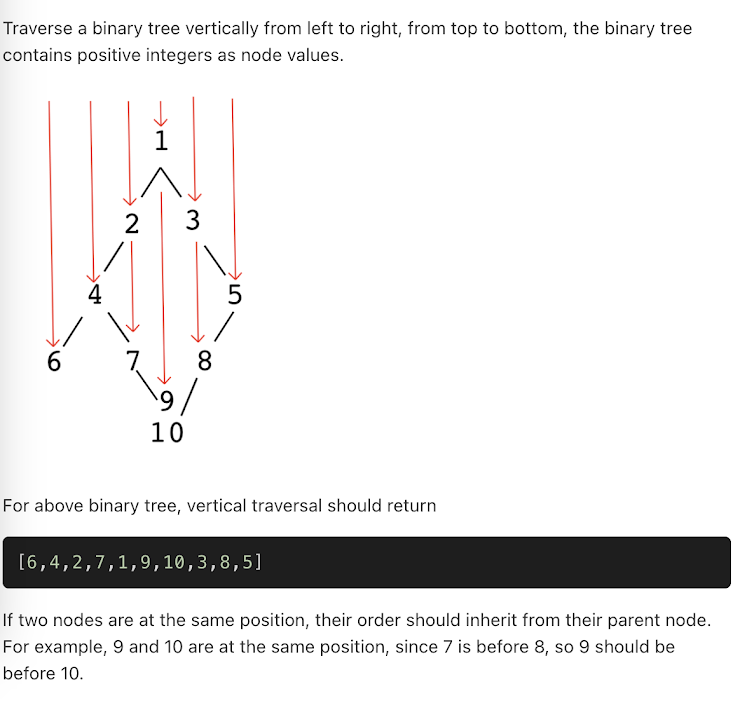 Traverse a binary tree vertically from left to right, from top to bottom, the binary tree
contains positive integers as node values.
1
2 3
4 5
6 7 8
9
10
For above binary tree, vertical traversal should return
[6,4,2,7,1,9,10,3,8,5]
If two nodes are at the same position, their order should inherit from their parent node.
For example, 9 and 10 are at the same position, since 7 is before 8, so 9 should be
before 10.